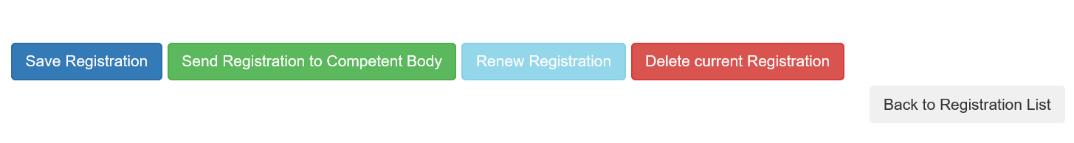 Save Registration Send Registration to Competent Body Renew Registration Delete current Registration
Back to Registration List